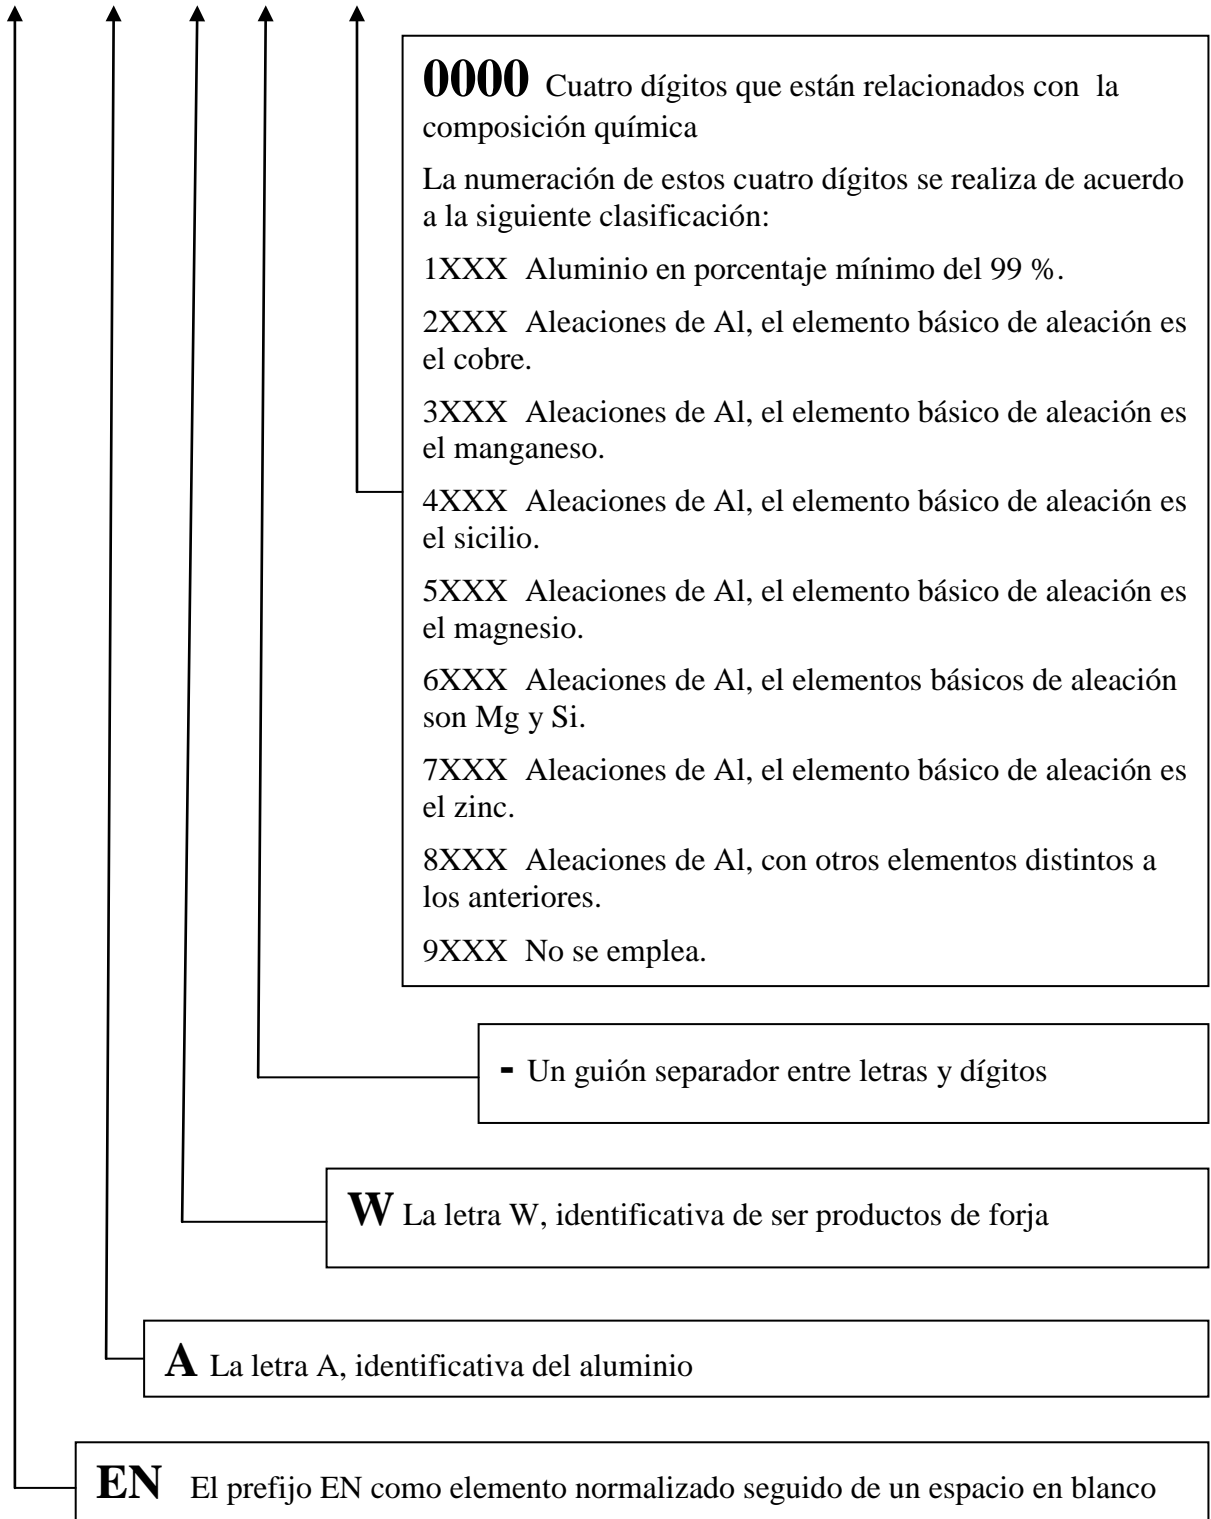 0000 Cuatro dígitos que están relacionados con la
composición química
La numeración de estos cuatro dígitos se realiza de acuerdo
a la siguiente clasificación:
1XXX Aluminio en porcentaje mínimo del 99 %.
2XXX Aleaciones de Al, el elemento básico de aleación es
el cobre.
3XXX Aleaciones de Al, el elemento básico de aleación es
el manganeso.
4XXX Aleaciones de Al, el elemento básico de aleación es
el sicilio.
5XXX Aleaciones de Al, el elemento básico de aleación es
el magnesio.
6XXX Aleaciones de Al, el elementos básicos de aleación
son Mg y Si.
7XXX Aleaciones de Al, el elemento básico de aleación es
el zinc.
8XXX Aleaciones de Al, con otros elementos distintos a
los anteriores.
9XXX No se emplea.
- Un guión separador entre letras y dígitos
W La letra W, identificativa de ser productos de forja
A La letra A, identificativa del aluminio
EN El prefijo EN como elemento normalizado seguido de un espacio en blanco